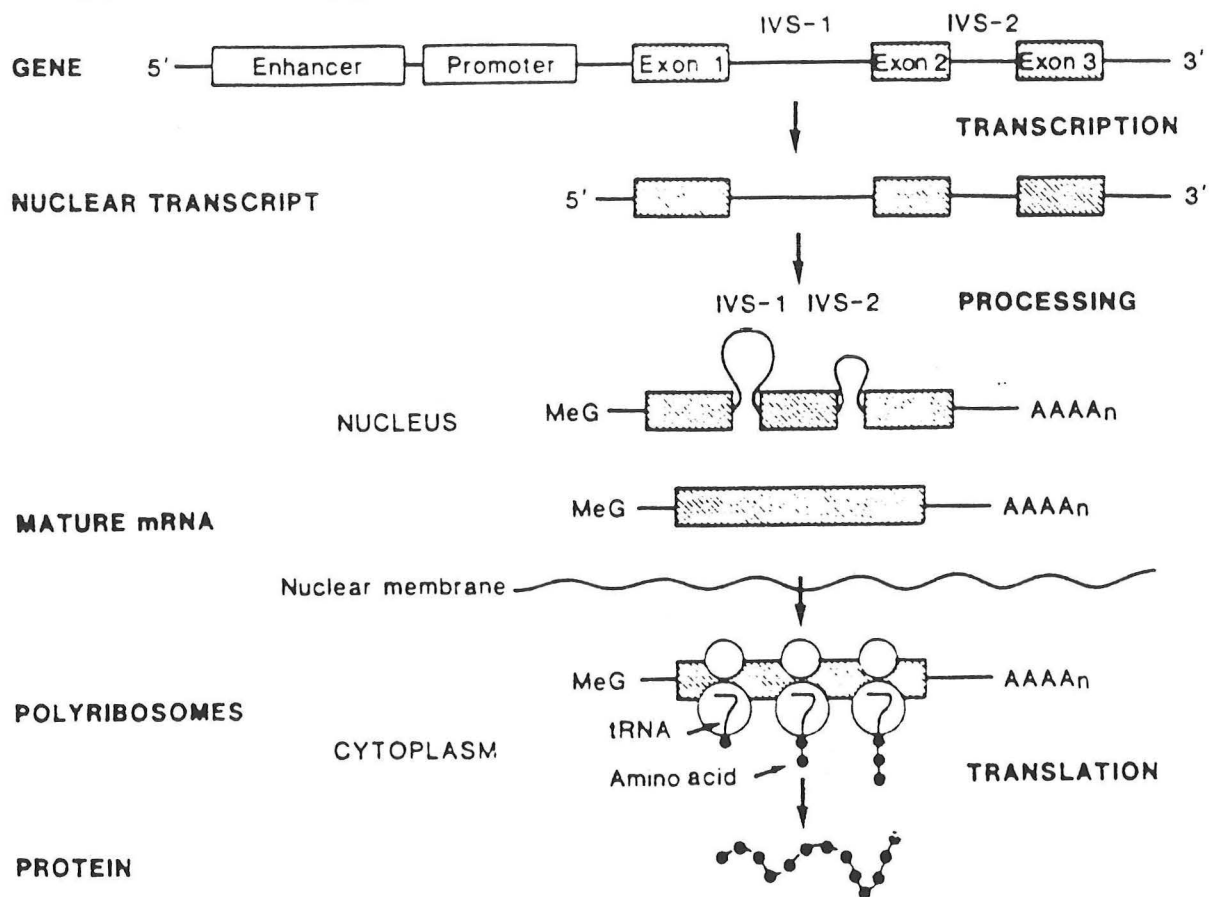 IVS-1 IVS-2
GENE 5′ Enhancer Promoter Exon 1 Exon 2 Exon 3 3′
TRANSCRIPTION
NUCLEAR TRANSCRIPT 5′ 3′
IVS-1 IVS-2 PROCESSING
NUCLEUS MeG AAAAn
MATURE mRNA MeG AAAAn
Nuclear membrane
MeG AAAAn
POLYRIBOSOMES
tRNA
CYTOPLASM
Amino acid TRANSLATION
PROTEIN